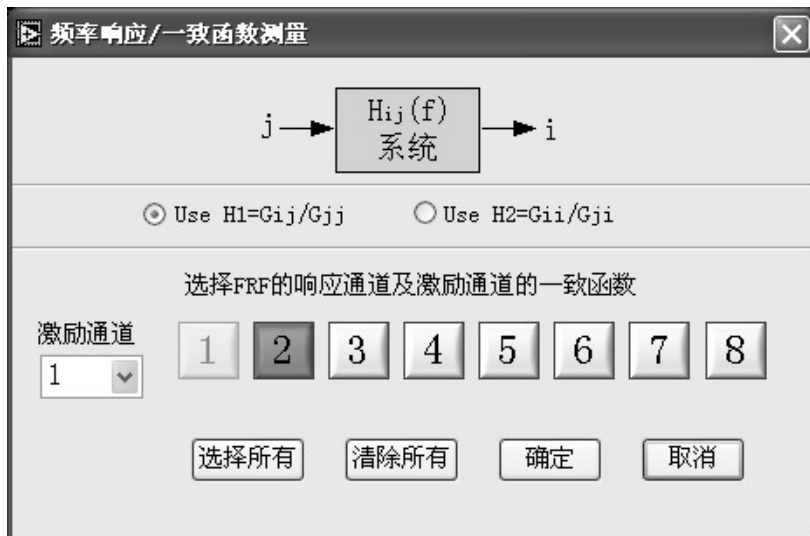 频率响应/一致函数测量
j
Hij(f)
系统
i
Use H1=Gij/Gjj Use H2=Gii/Gji
选择FRF的响应通道及激励通道的一致函数
激励通道
1
1 2 3 4 5 6 7 8
选择所有 清除所有 确定 取消